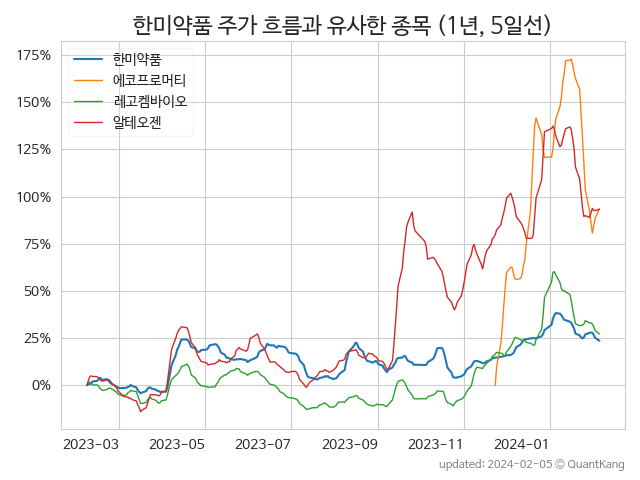 한미약품 주가 흐름과 유사한 종목 (1년, 5일선)
한미약품
에코프로머티
레고켐바이오
알테오젠
175%
150%
125%
100%
75%
50%
25%
0%
2023-03 2023-05 2023-07 2023-09 2023-11 2024-01
updated: 2024-02-05 © QuantKang